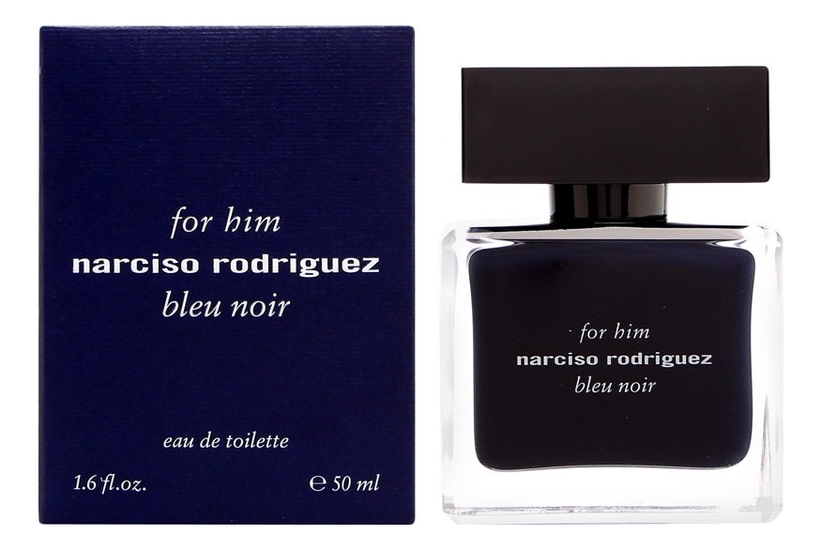 for him
narciso rodriguez
bleu noir
eau de toilette
1.6 fl.oz. ℮ 50 ml
for him
narciso rodriguez
bleu noir